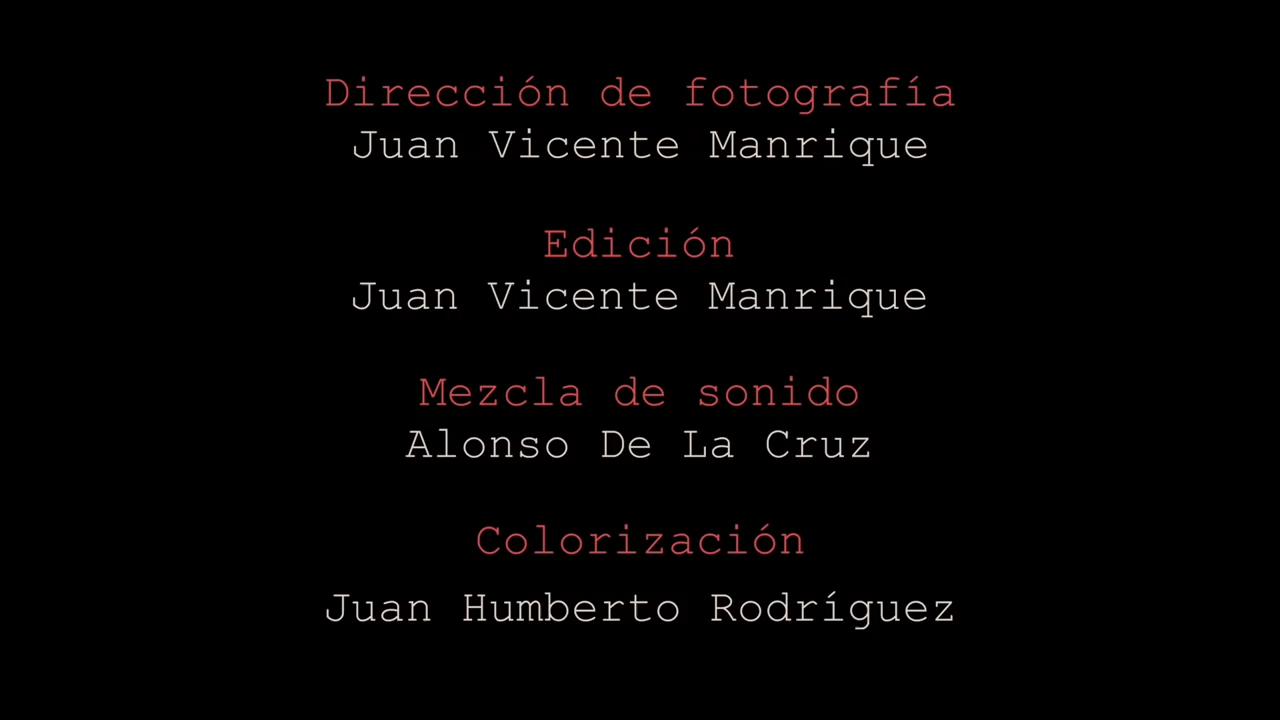 Dirección de fotografía
Juan Vicente Manrique
Edición
Juan Vicente Manrique
Mezcla de sonido
Alonso De La Cruz
Colorización
Juan Humberto Rodríguez